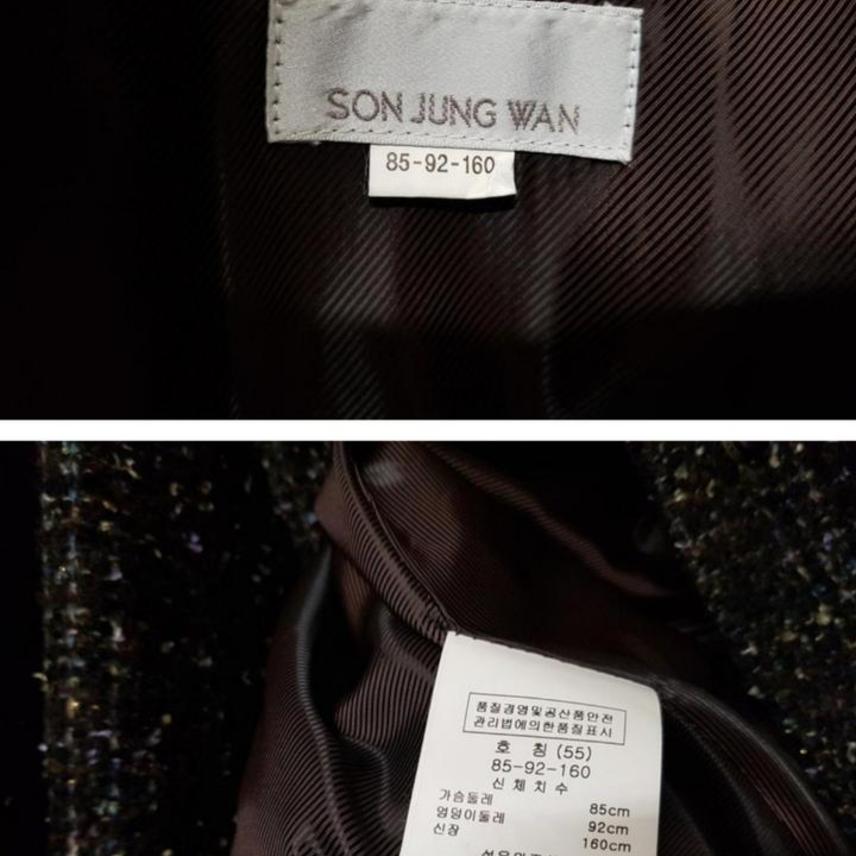 SON JUNG WAN
85-92-160
품질경영및공산품안전
관리법에의한품질표시
호 칭 (55)
85-92-160
신 체 치 수
가슴둘레 85cm
엉덩이둘레 92cm
신장 160cm